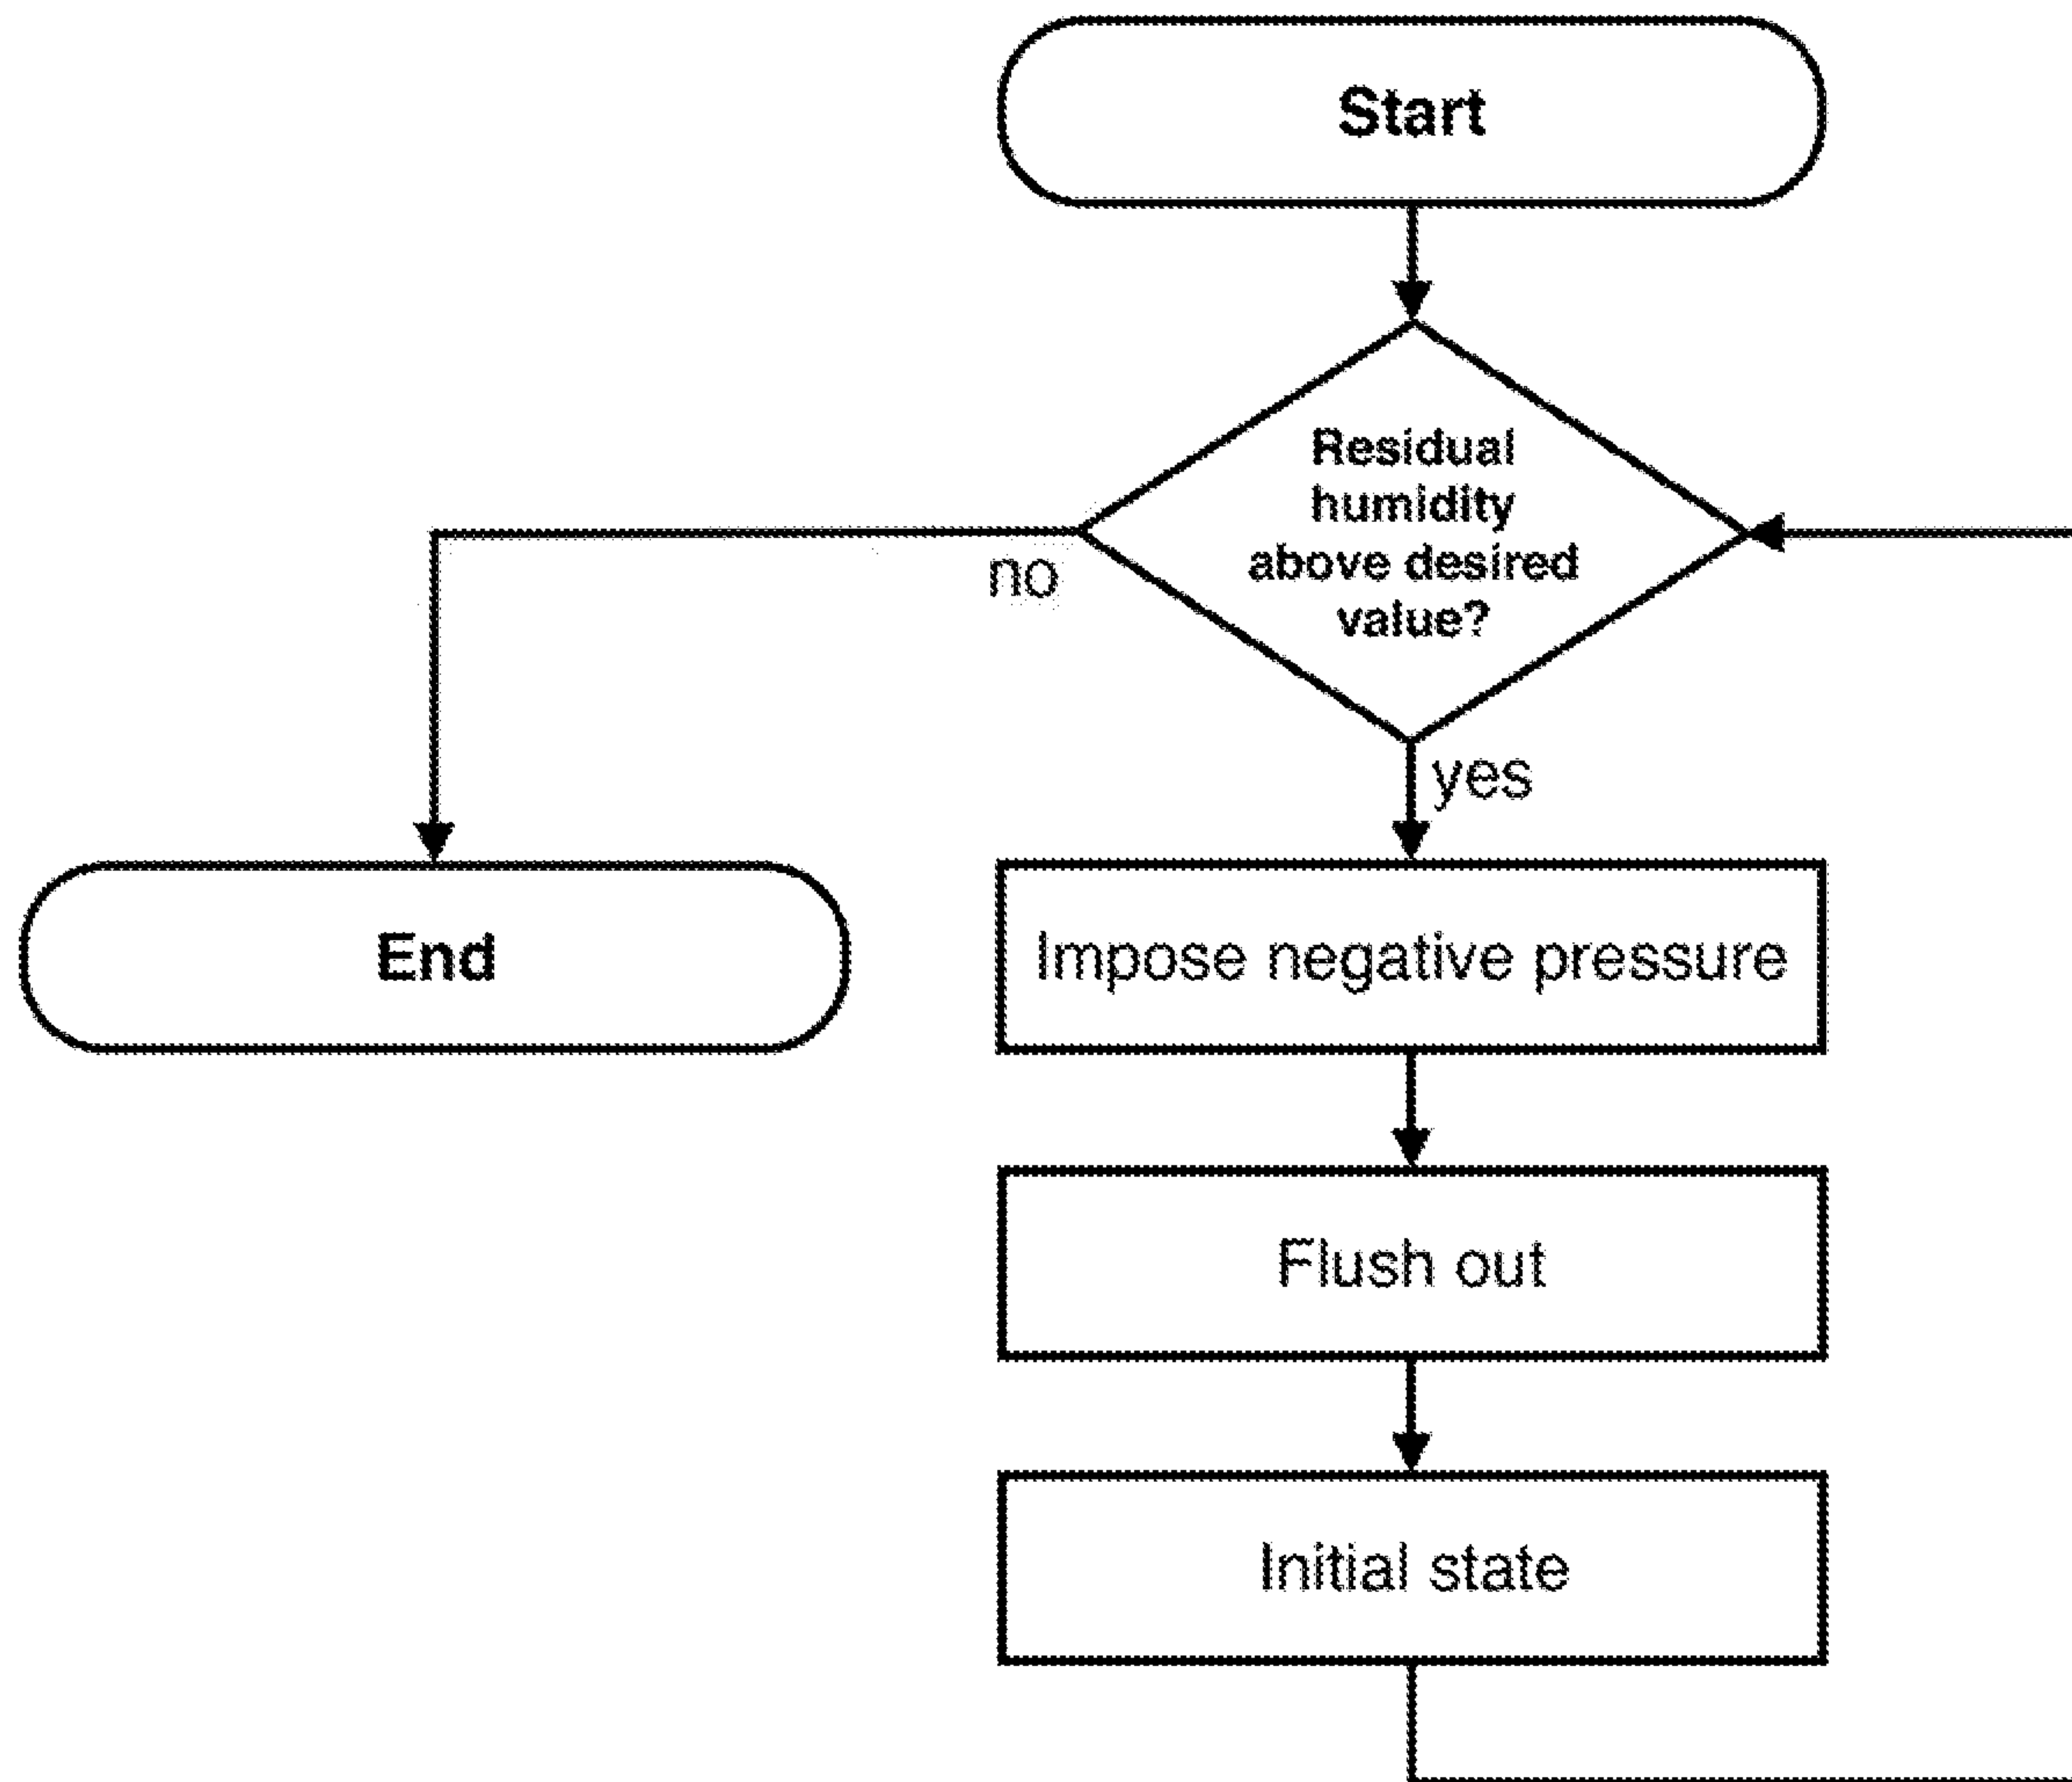 Start
Residual
humidity
above desired
value?
no
yes
End
Impose negative pressure
Flush out
Initial state